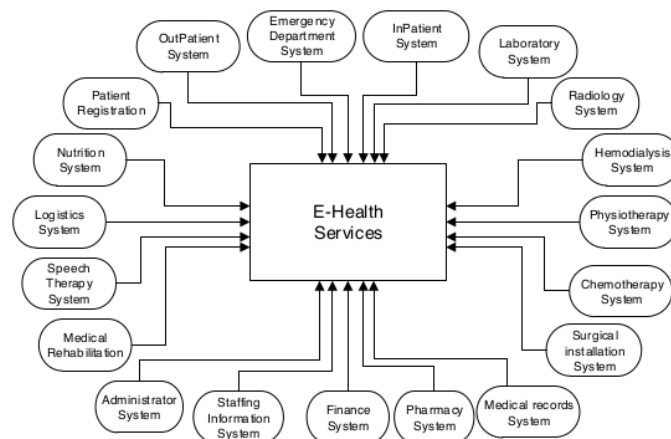 Emergency
Department
System
InPatient
System
OutPatient
System
Laboratory
System
Patient
Registration
Radiology
System
Nutrition
System
Hemodialysis
System
E-Health
Services
Logistics
System
Physiotherapy
System
Speech
Therapy
System
Chemotherapy
System
Medical
Rehabilitation
Surgical
installation
System
Administrator
System
Staffing
Information
System
Finance
System
Pharmacy
System
Medical records
System